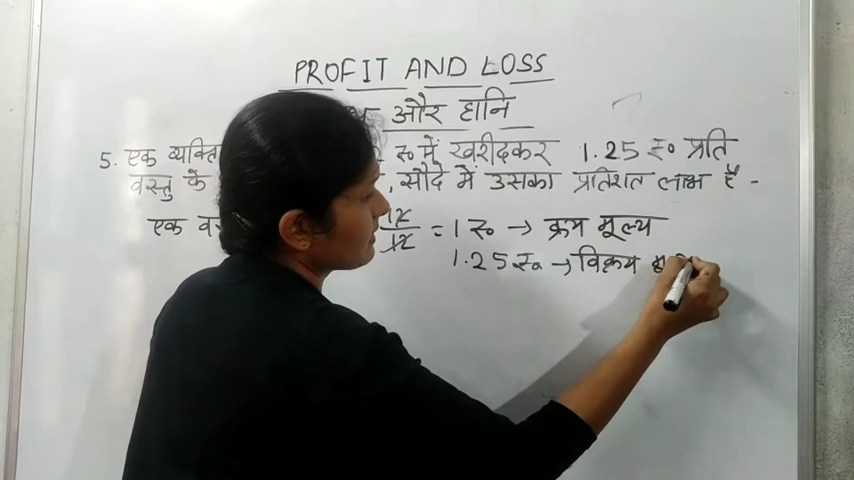 PROFIT AND LOSS
और हानि
5. एक व्यक्ति रु० में खरीदकर 1.25 रु० प्रति
वस्तु के , सौदे में उसका प्रतिशत लाभ है -
एक 12/12 = 1 रु० → क्रय मूल्य
1.25 रु० → विक्रय